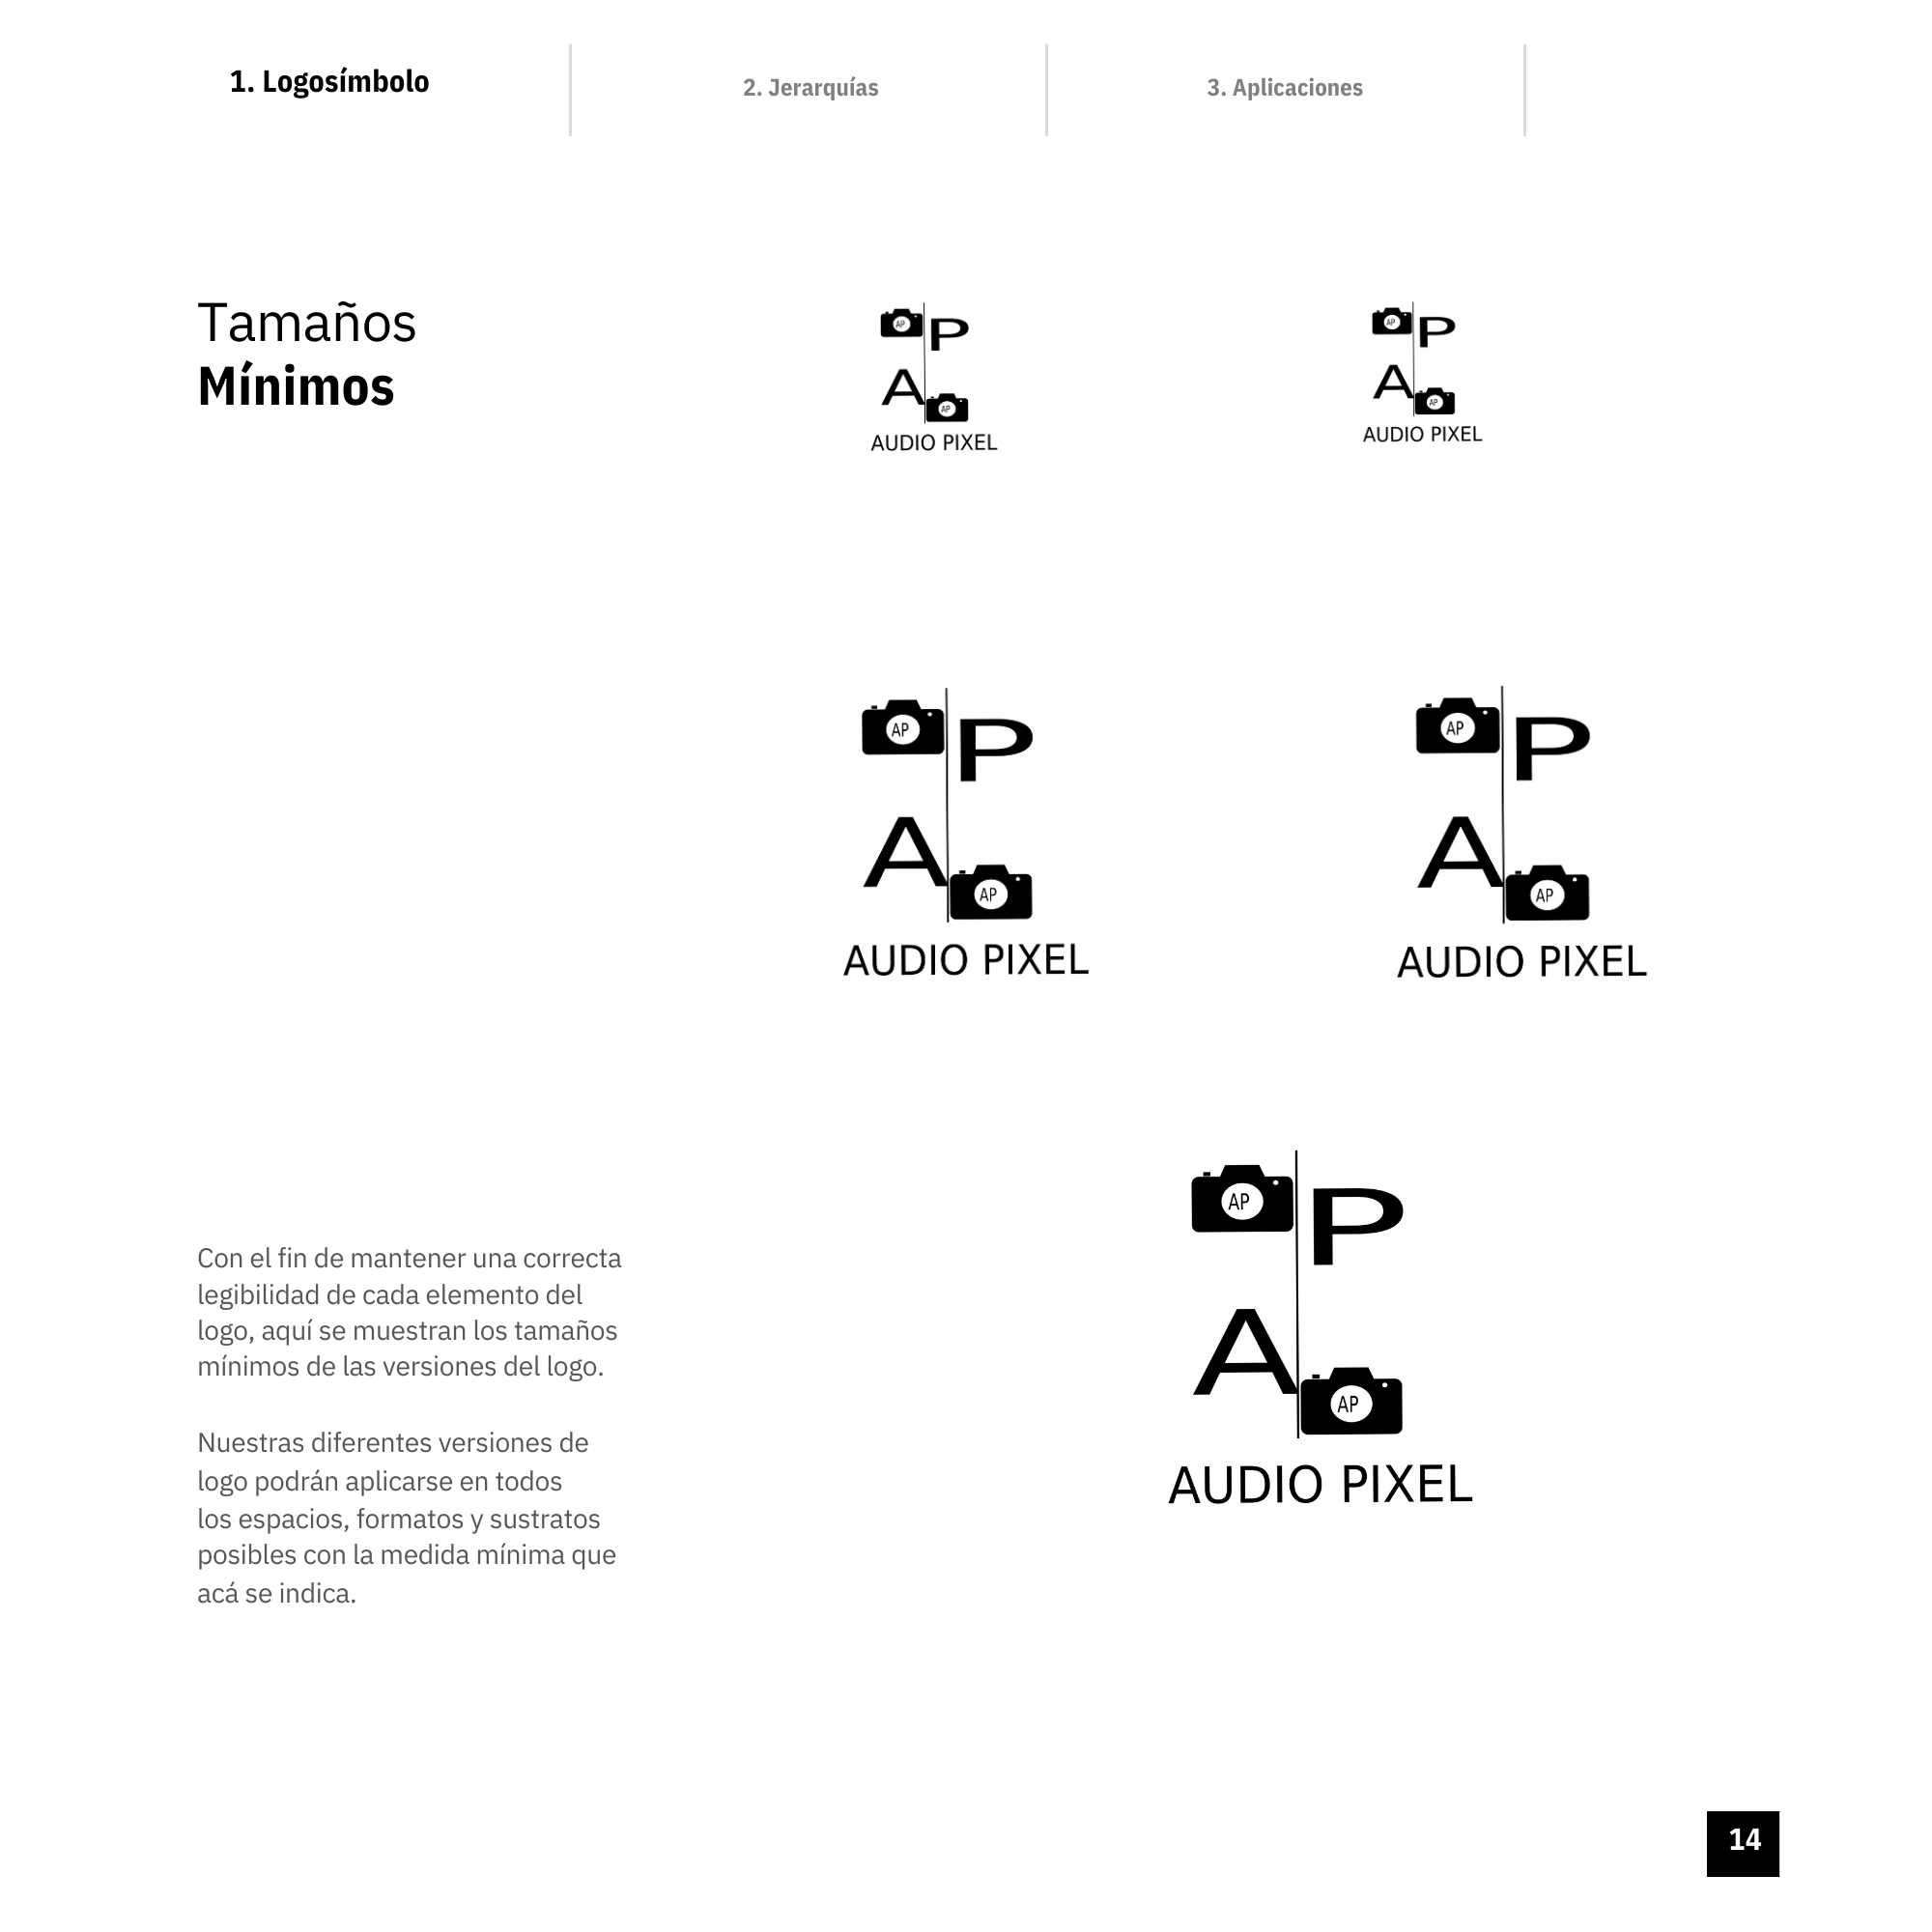 1. Logosímbolo
2. Jerarquías
3. Aplicaciones
Tamaños
Mínimos
AP
P
A
AP
AUDIO PIXEL
AP
P
A
AP
AUDIO PIXEL
AP
P
A
AP
AUDIO PIXEL
AP
P
A
AP
AUDIO PIXEL
AP
P
A
AP
AUDIO PIXEL
Con el fin de mantener una correcta
legibilidad de cada elemento del
logo, aquí se muestran los tamaños
mínimos de las versiones del logo.
Nuestras diferentes versiones de
logo podrán aplicarse en todos
los espacios, formatos y sustratos
posibles con la medida mínima que
acá se indica.
14